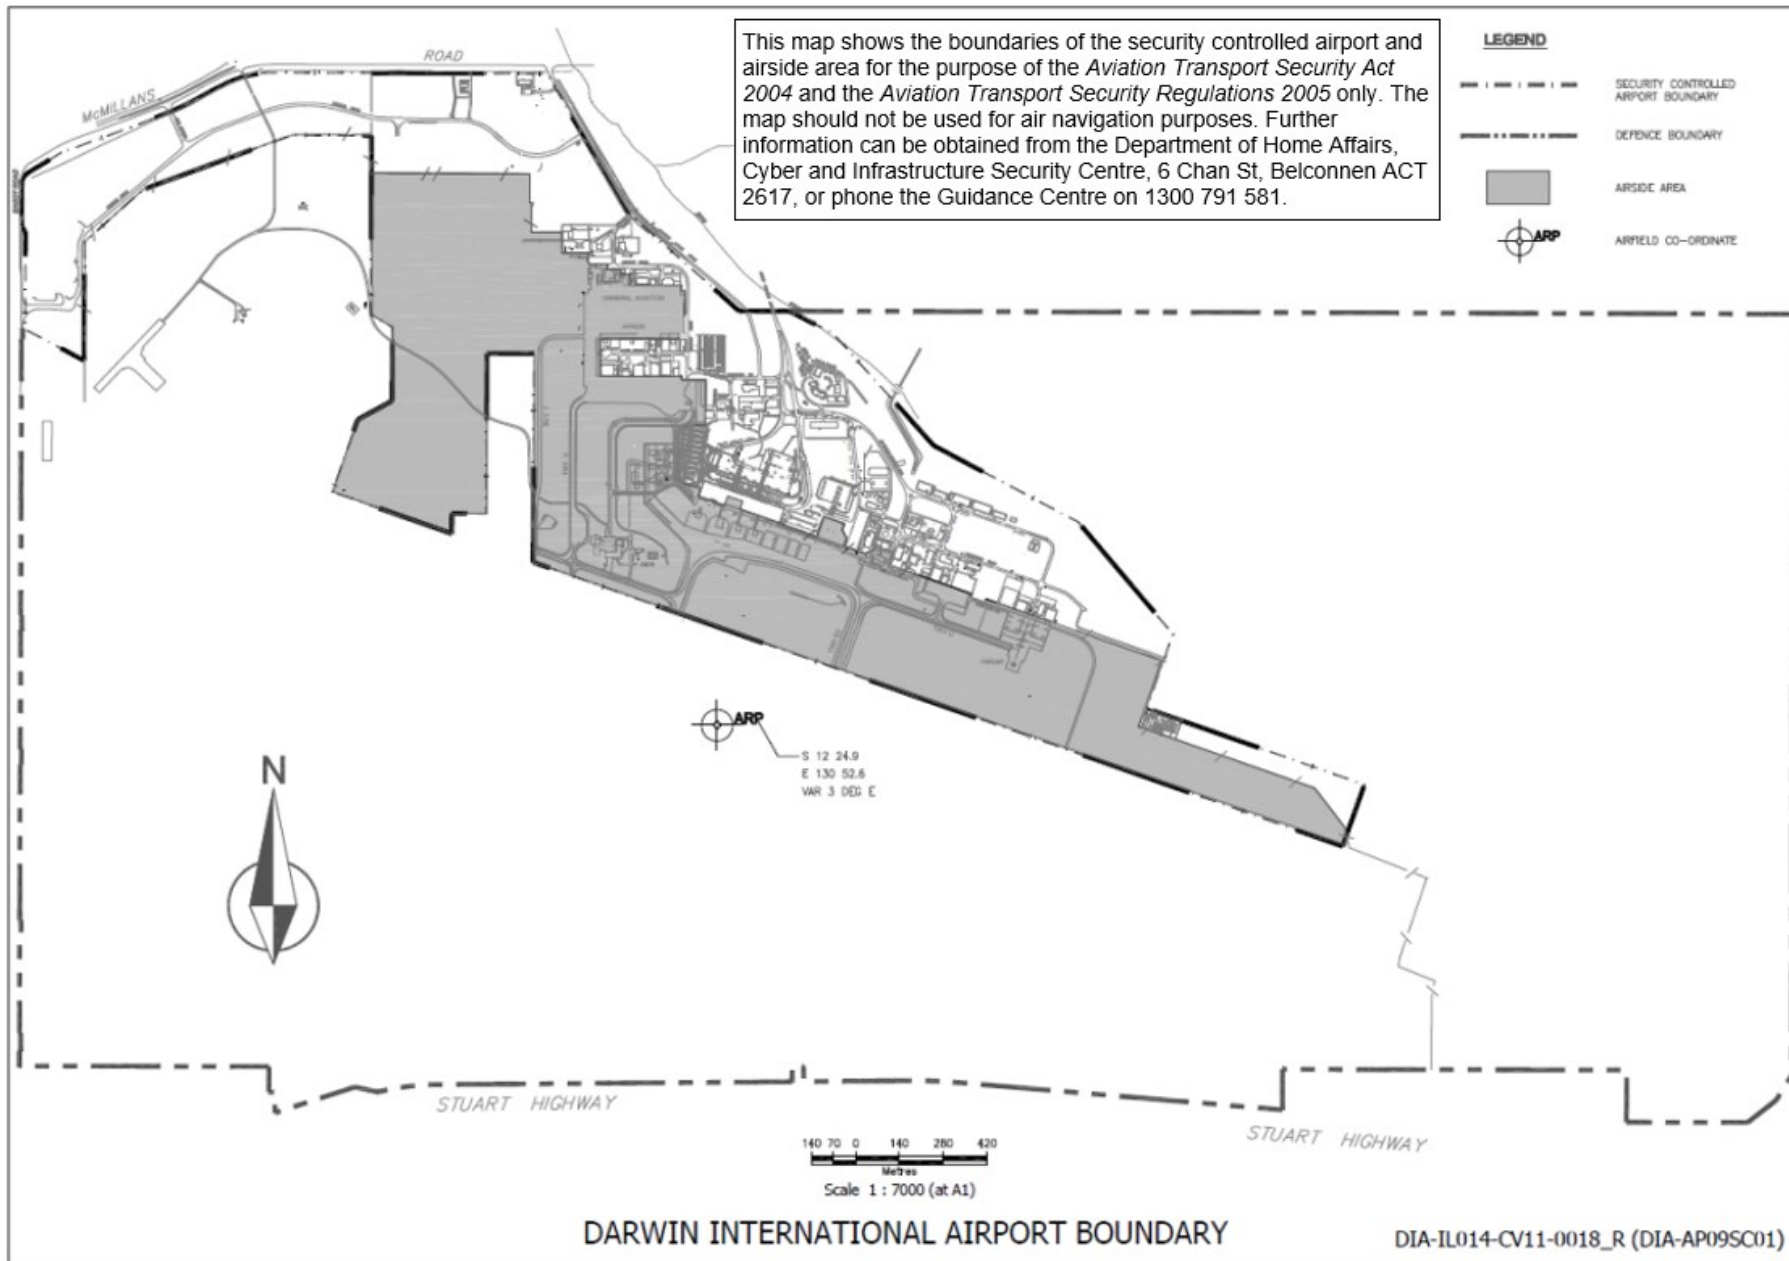 This map shows the boundaries of the security controlled airport and
airside area for the purpose of the Aviation Transport Security Act
2004 and the Aviation Transport Security Regulations 2005 only. The
map should not be used for air navigation purposes. Further
information can be obtained from the Department of Home Affairs,
Cyber and Infrastructure Security Centre, 6 Chan St, Belconnen ACT
2617, or phone the Guidance Centre on 1300 791 581.
LEGEND
SECURITY CONTROLLED
AIRPORT BOUNDARY
DEFENCE BOUNDARY
AIRSIDE AREA
ARP
AIRFIELD CO-ORDINATE
McMILLANS
ROAD
GENERAL AVIATION
APRON
ARP
S 12 24.9
E 130 52.6
VAR 3 DEG E
N
STUART HIGHWAY
STUART HIGHWAY
140 70 0 140 280 420
Metres
Scale 1 : 7000 (at A1)
DARWIN INTERNATIONAL AIRPORT BOUNDARY
DIA-IL014-CV11-0018_R (DIA-AP09SC01)